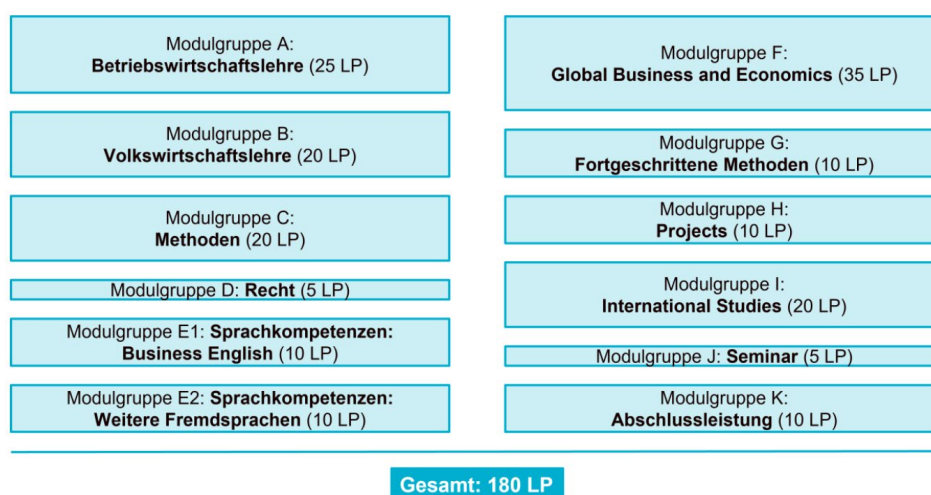 Modulgruppe A:
Betriebswirtschaftslehre (25 LP)
Modulgruppe B:
Volkswirtschaftslehre (20 LP)
Modulgruppe C:
Methoden (20 LP)
Modulgruppe D: Recht (5 LP)
Modulgruppe E1: Sprachkompetenzen:
Business English (10 LP)
Modulgruppe E2: Sprachkompetenzen:
Weitere Fremdsprachen (10 LP)
Modulgruppe F:
Global Business and Economics (35 LP)
Modulgruppe G:
Fortgeschrittene Methoden (10 LP)
Modulgruppe H:
Projects (10 LP)
Modulgruppe I:
International Studies (20 LP)
Modulgruppe J: Seminar (5 LP)
Modulgruppe K:
Abschlussleistung (10 LP)
Gesamt: 180 LP